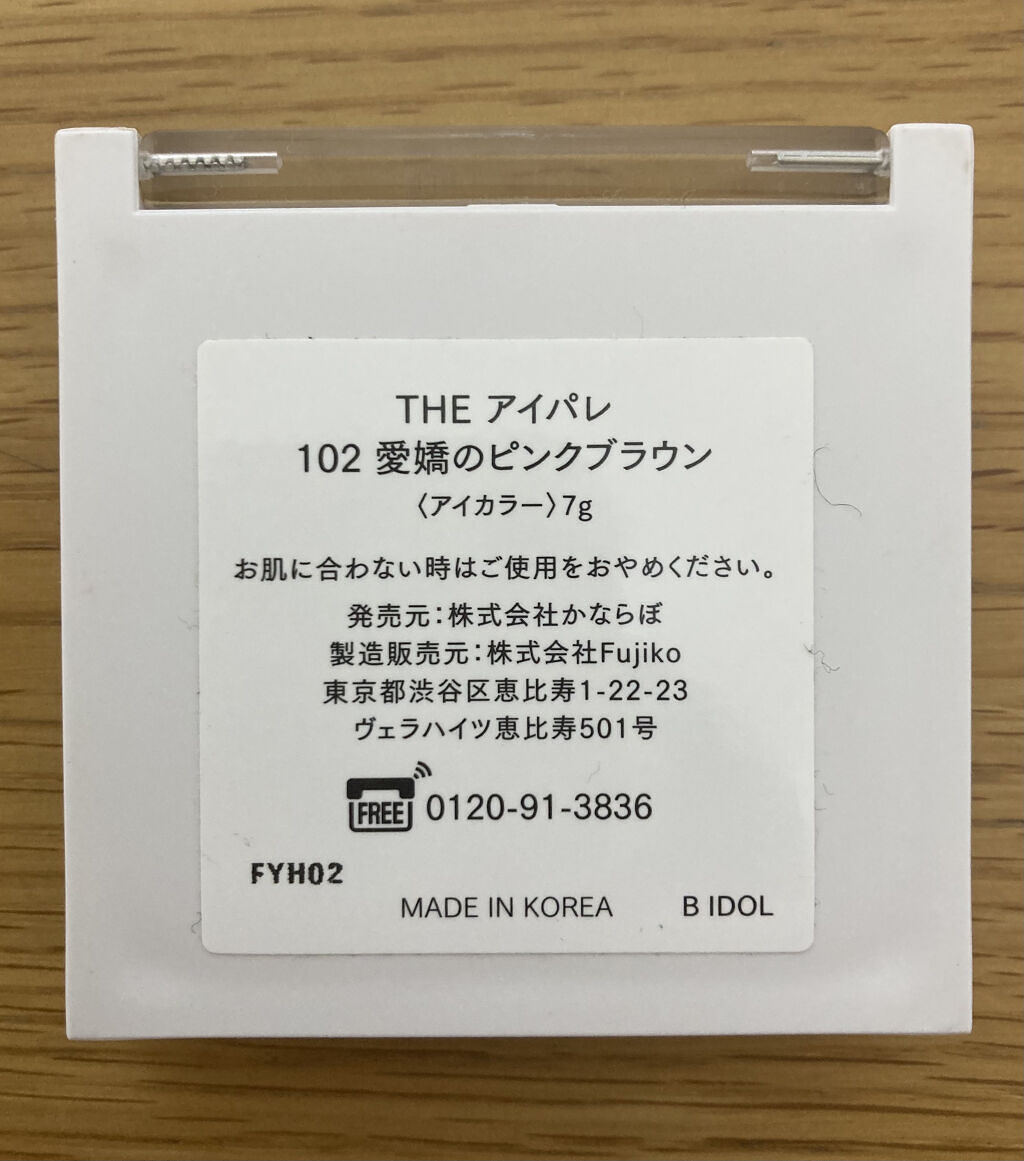 THE アイパレ
102 愛嬌のピンクブラウン
〈アイカラー〉7g
お肌に合わない時はご使用をおやめください。
発売元：株式会社かならぼ
製造販売元：株式会社Fujiko
東京都渋谷区恵比寿1-22-23
ヴェラハイツ恵比寿501号
FREE 0120-91-3836
FYH02
MADE IN KOREA B IDOL